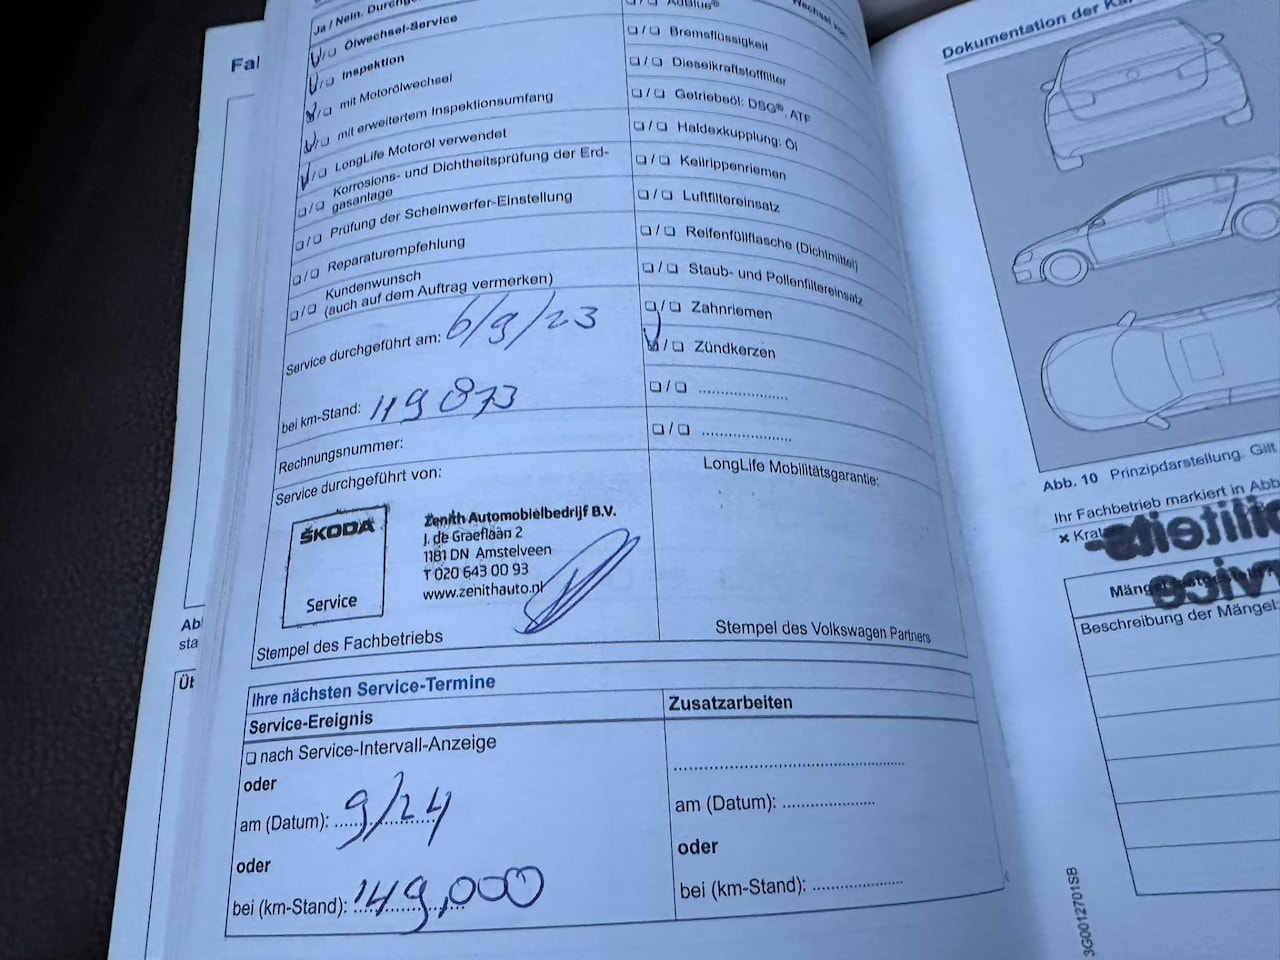 Ja / Nein.
Ölwechsel-Service
Inspektion
mit Motorölwechsel
mit erweitertem Inspektionsumfang
LongLife Motoröl verwendet
Korrosions- und Dichtheitsprüfung der Erd-
gasanlage
Prüfung der Scheinwerfer-Einstellung
Reparaturempfehlung
Kundenwunsch
(auch auf dem Auftrag vermerken)
Service durchgeführt am: 6/9/23
bei km-Stand: 119 873
Rechnungsnummer:
Service durchgeführt von:
ŠKODA
Service
Zenith Automobielbedrijf B.V.
J. de Graeflaan 2
1181 DN Amstelveen
T 020 643 00 93
www.zenithauto.nl
Stempel des Fachbetriebs
AdBlue®
Bremsflüssigkeit
Dieselkraftstofffilter
Getriebeöl: DSG®, ATF
Haldexkupplung: Öl
Keilrippenriemen
Luftfiltereinsatz
Reifenfüllflasche (Dichtmittel)
Staub- und Pollenfiltereinsatz
Zahnriemen
Zündkerzen
LongLife Mobilitätsgarantie:
Stempel des Volkswagen Partners
Ihre nächsten Service-Termine
Service-Ereignis
Zusatzarbeiten
nach Service-Intervall-Anzeige
oder
am (Datum): 9/24
oder
bei (km-Stand): 149,000
am (Datum):
oder
bei (km-Stand):
Dokumentation der
Abb. 10 Prinzipdarstellung. Gilt
Ihr Fachbetrieb markiert in Abb
Beschreibung der Mängel:
3G0012701SB